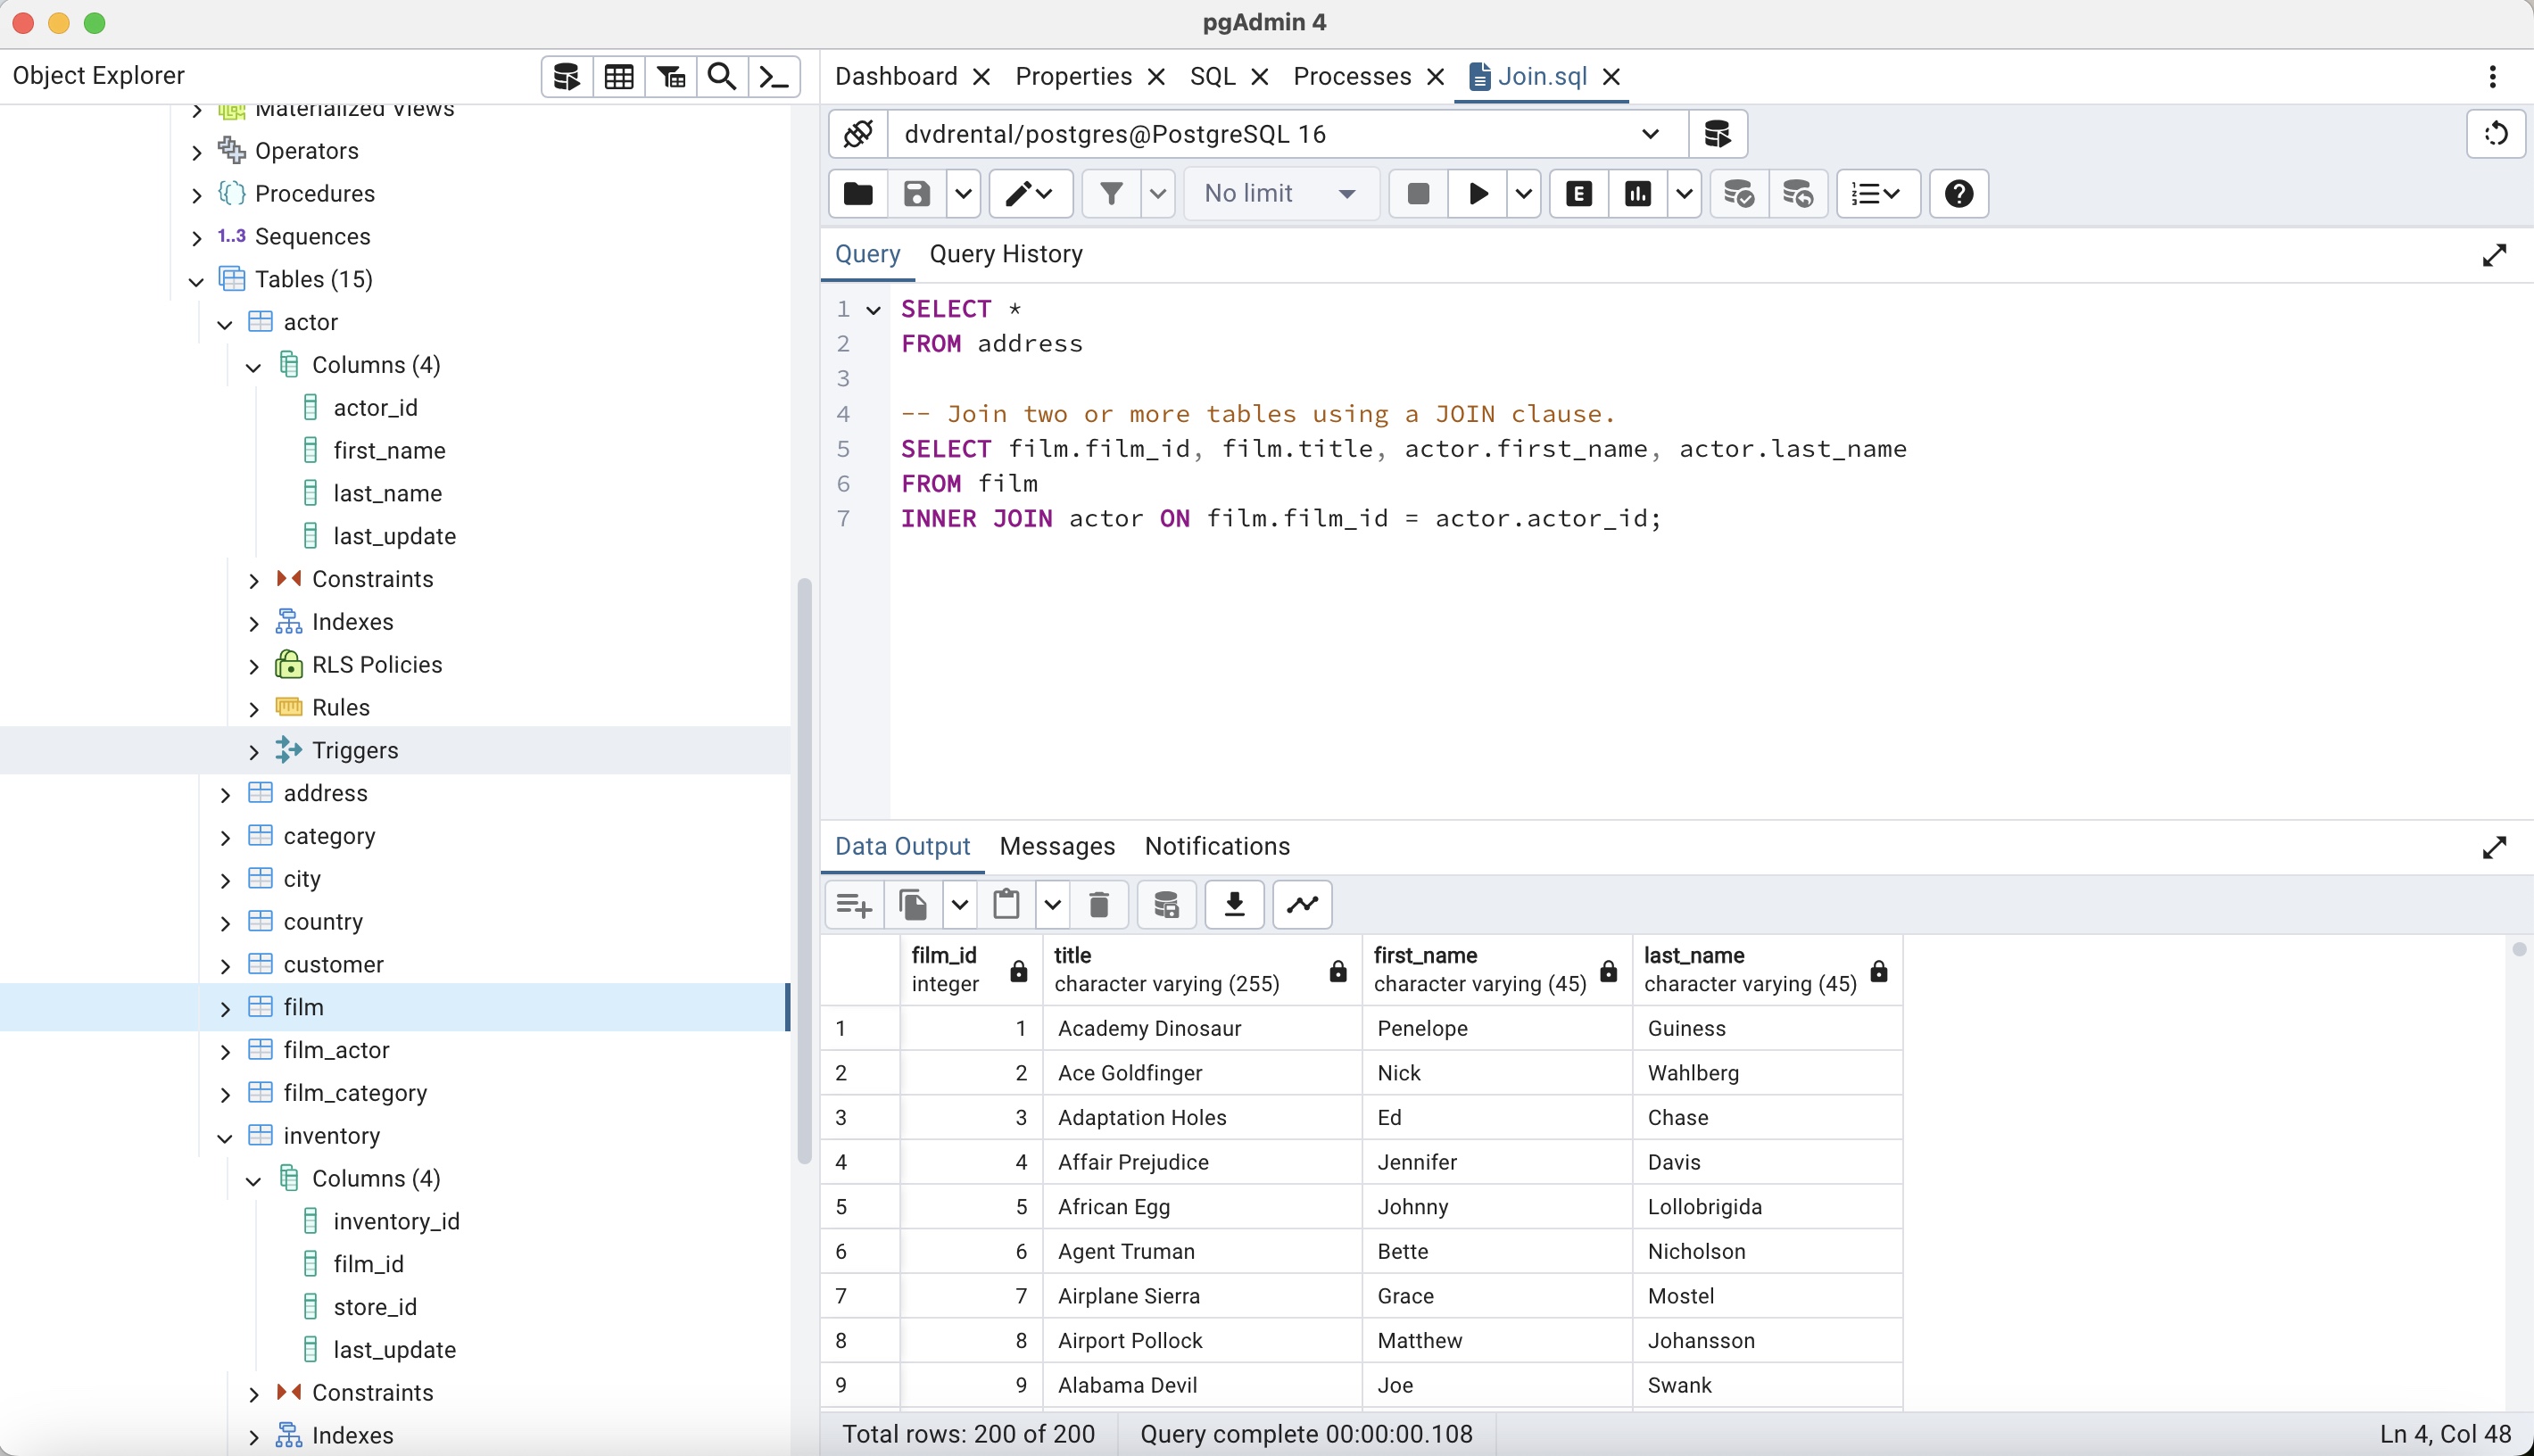 pgAdmin 4
Object Explorer
Materialized Views
Operators
Procedures
1..3 Sequences
Tables (15)
actor
Columns (4)
actor_id
first_name
last_name
last_update
Constraints
Indexes
RLS Policies
Rules
Triggers
address
category
city
country
customer
film
film_actor
film_category
inventory
Columns (4)
inventory_id
film_id
store_id
last_update
Constraints
Indexes
Dashboard Properties SQL Processes Join.sql
dvdrental/postgres@PostgreSQL 16
No limit E
Query Query History
1 SELECT *
2 FROM address
3
4 -- Join two or more tables using a JOIN clause.
5 SELECT film.film_id, film.title, actor.first_name, actor.last_name
6 FROM film
7 INNER JOIN actor ON film.film_id = actor.actor_id;
Data Output Messages Notifications
film_id title first_name last_name
integer character varying (255) character varying (45) character varying (45)
1 1 Academy Dinosaur Penelope Guiness
2 2 Ace Goldfinger Nick Wahlberg
3 3 Adaptation Holes Ed Chase
4 4 Affair Prejudice Jennifer Davis
5 5 African Egg Johnny Lollobrigida
6 6 Agent Truman Bette Nicholson
7 7 Airplane Sierra Grace Mostel
8 8 Airport Pollock Matthew Johansson
9 9 Alabama Devil Joe Swank
Total rows: 200 of 200 Query complete 00:00:00.108 Ln 4, Col 48